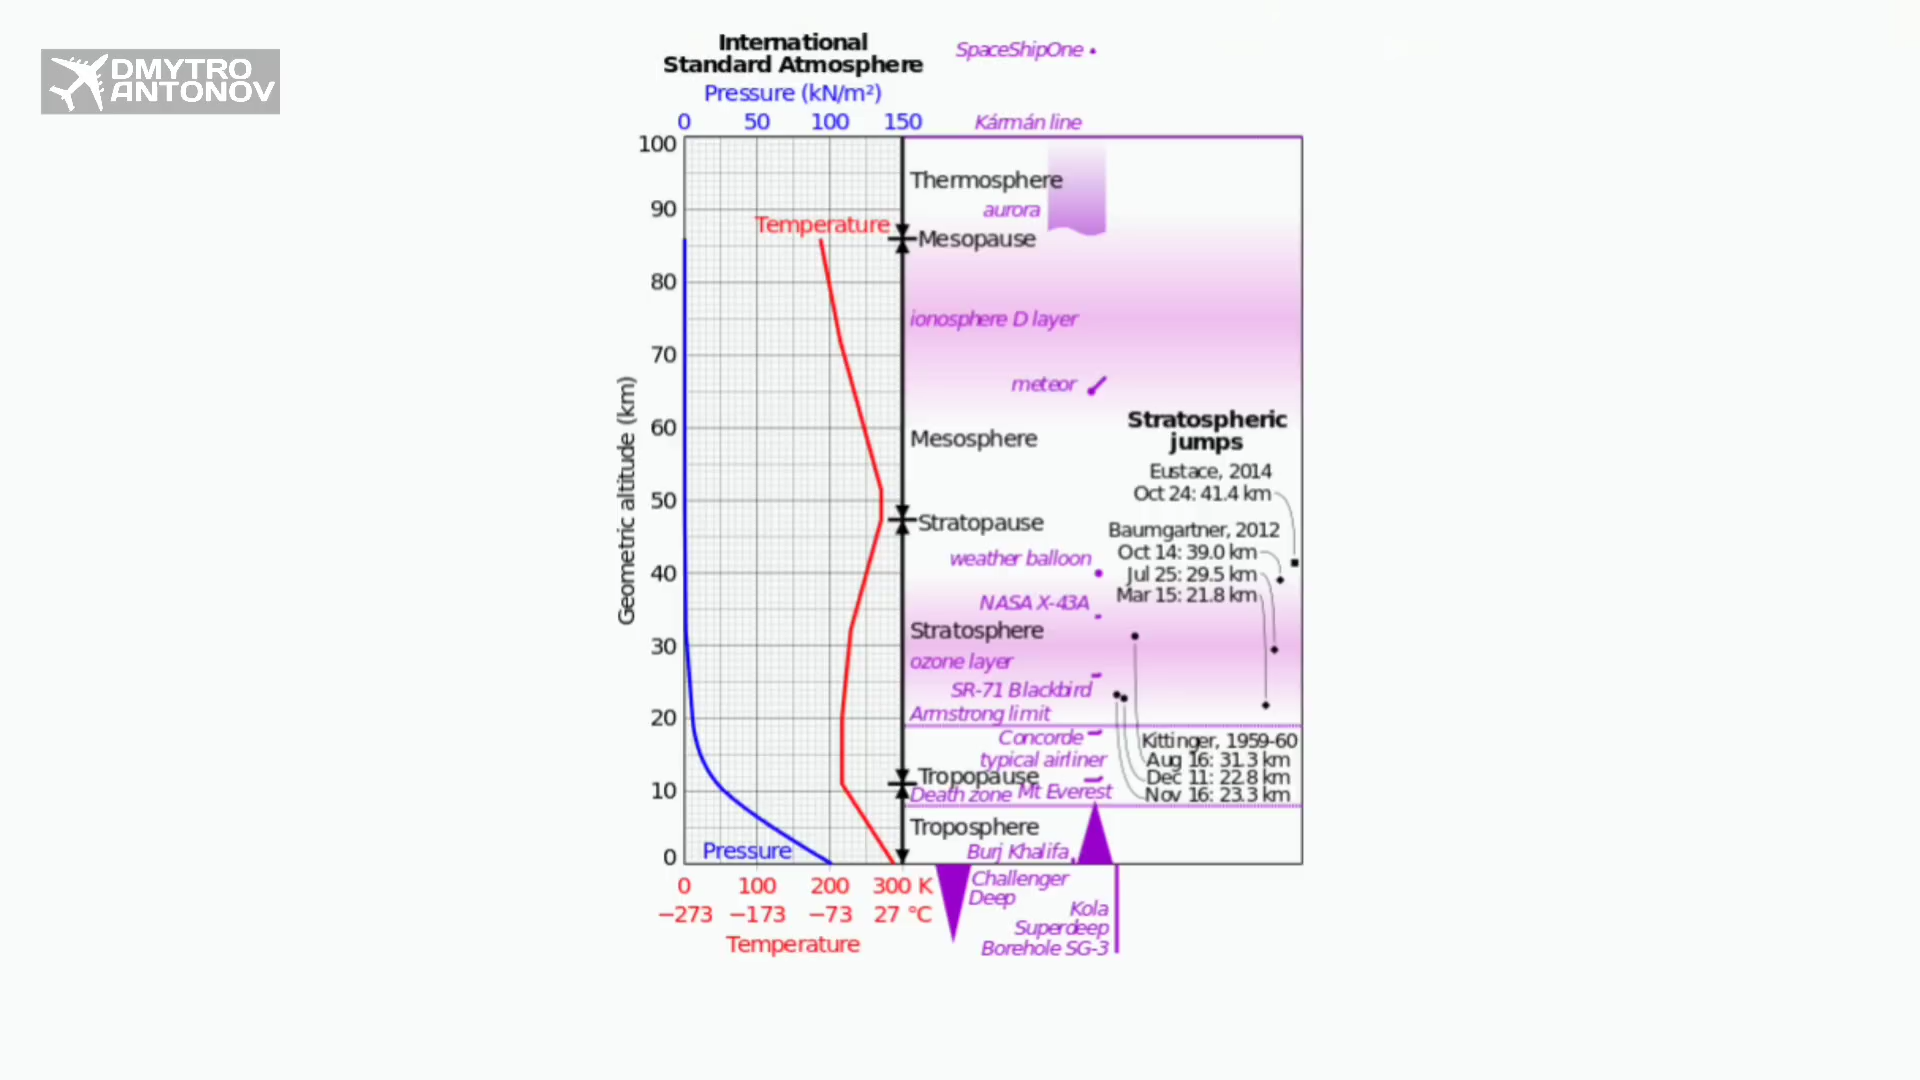 DMYTRO
ANTONOV
International
Standard Atmosphere
Pressure (kN/m²)
0 50 100 150
SpaceShipOne
Kármán line
Geometric altitude (km)
100
90
80
70
60
50
40
30
20
10
0
Temperature
Pressure
0 100 200 300 K
−273 −173 −73 27 °C
Temperature
Thermosphere
aurora
Mesopause
ionosphere D layer
meteor
Mesosphere
Stratopause
weather balloon
NASA X-43A
Stratosphere
ozone layer
SR-71 Blackbird
Armstrong limit
Concorde
typical airliner
Tropopause
Death zone Mt Everest
Troposphere
Burj Khalifa
Challenger
Deep
Kola
Superdeep
Borehole SG-3
Stratospheric
jumps
Eustace, 2014
Oct 24: 41.4 km
Baumgartner, 2012
Oct 14: 39.0 km
Jul 25: 29.5 km
Mar 15: 21.8 km
Kittinger, 1959-60
Aug 16: 31.3 km
Dec 11: 22.8 km
Nov 16: 23.3 km